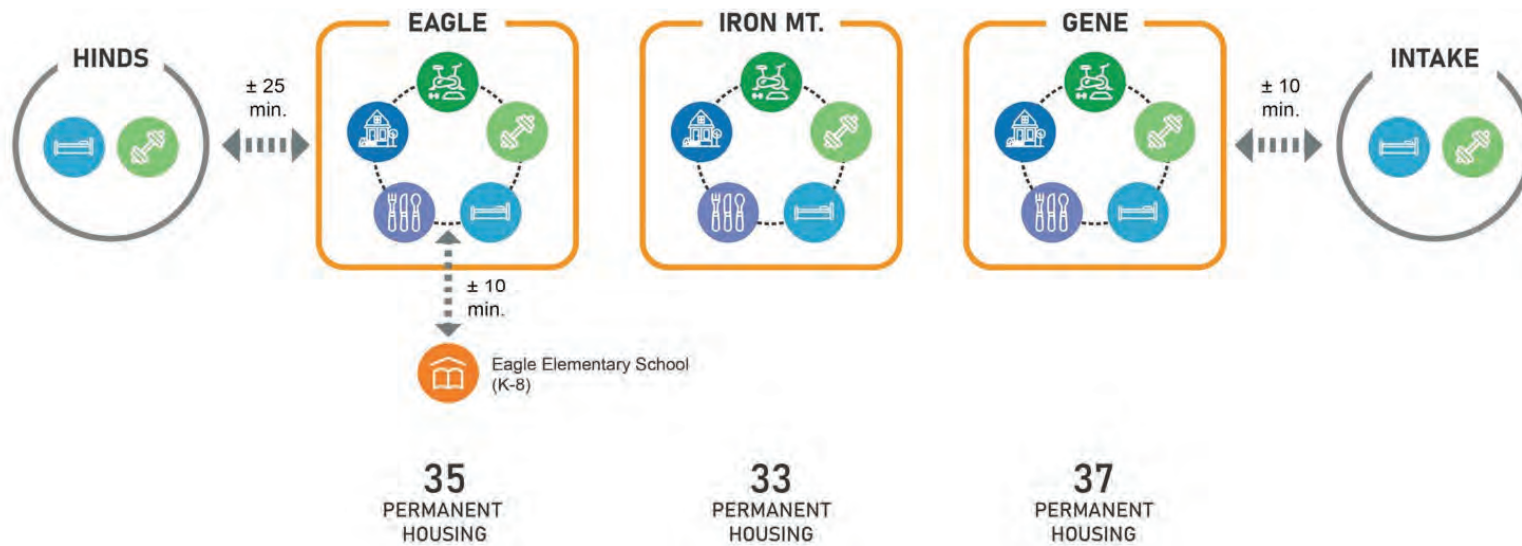 HINDS
± 25
min.
EAGLE
IRON MT.
GENE
± 10
min.
INTAKE
± 10
min.
Eagle Elementary School
(K-8)
35
PERMANENT
HOUSING
33
PERMANENT
HOUSING
37
PERMANENT
HOUSING